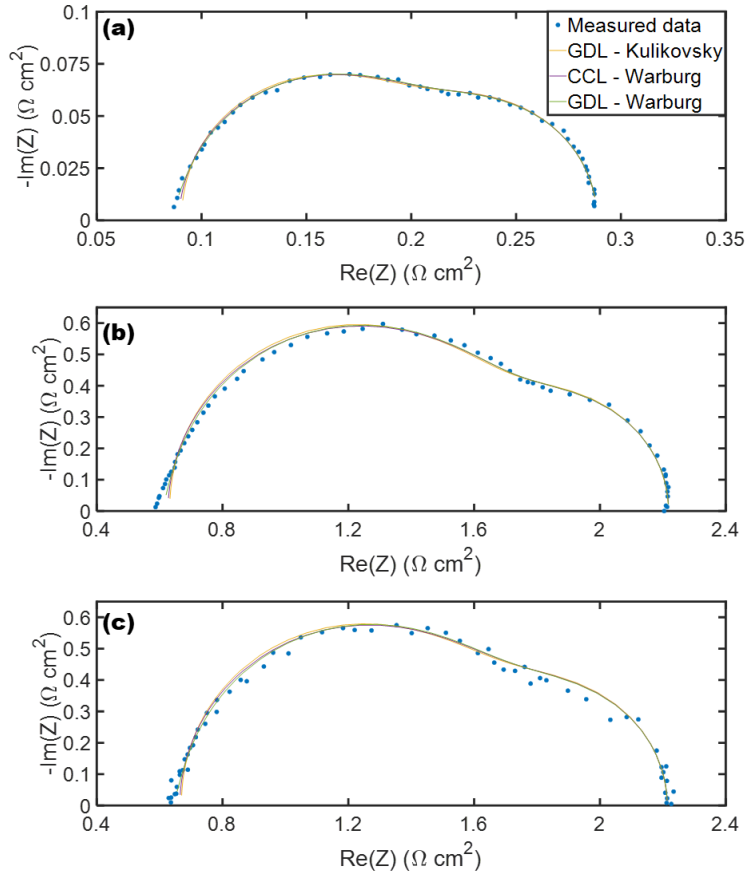 (a)
Measured data
GDL - Kulikovsky
CCL - Warburg
GDL - Warburg
0.1
0.075
0.05
0.025
0
-Im(Z) (Ω cm²)
0.05 0.1 0.15 0.2 0.25 0.3 0.35
Re(Z) (Ω cm²)
(b)
0.6
0.5
0.4
0.3
0.2
0.1
0
-Im(Z) (Ω cm²)
0.4 0.8 1.2 1.6 2 2.4
Re(Z) (Ω cm²)
(c)
0.6
0.5
0.4
0.3
0.2
0.1
0
-Im(Z) (Ω cm²)
0.4 0.8 1.2 1.6 2 2.4
Re(Z) (Ω cm²)